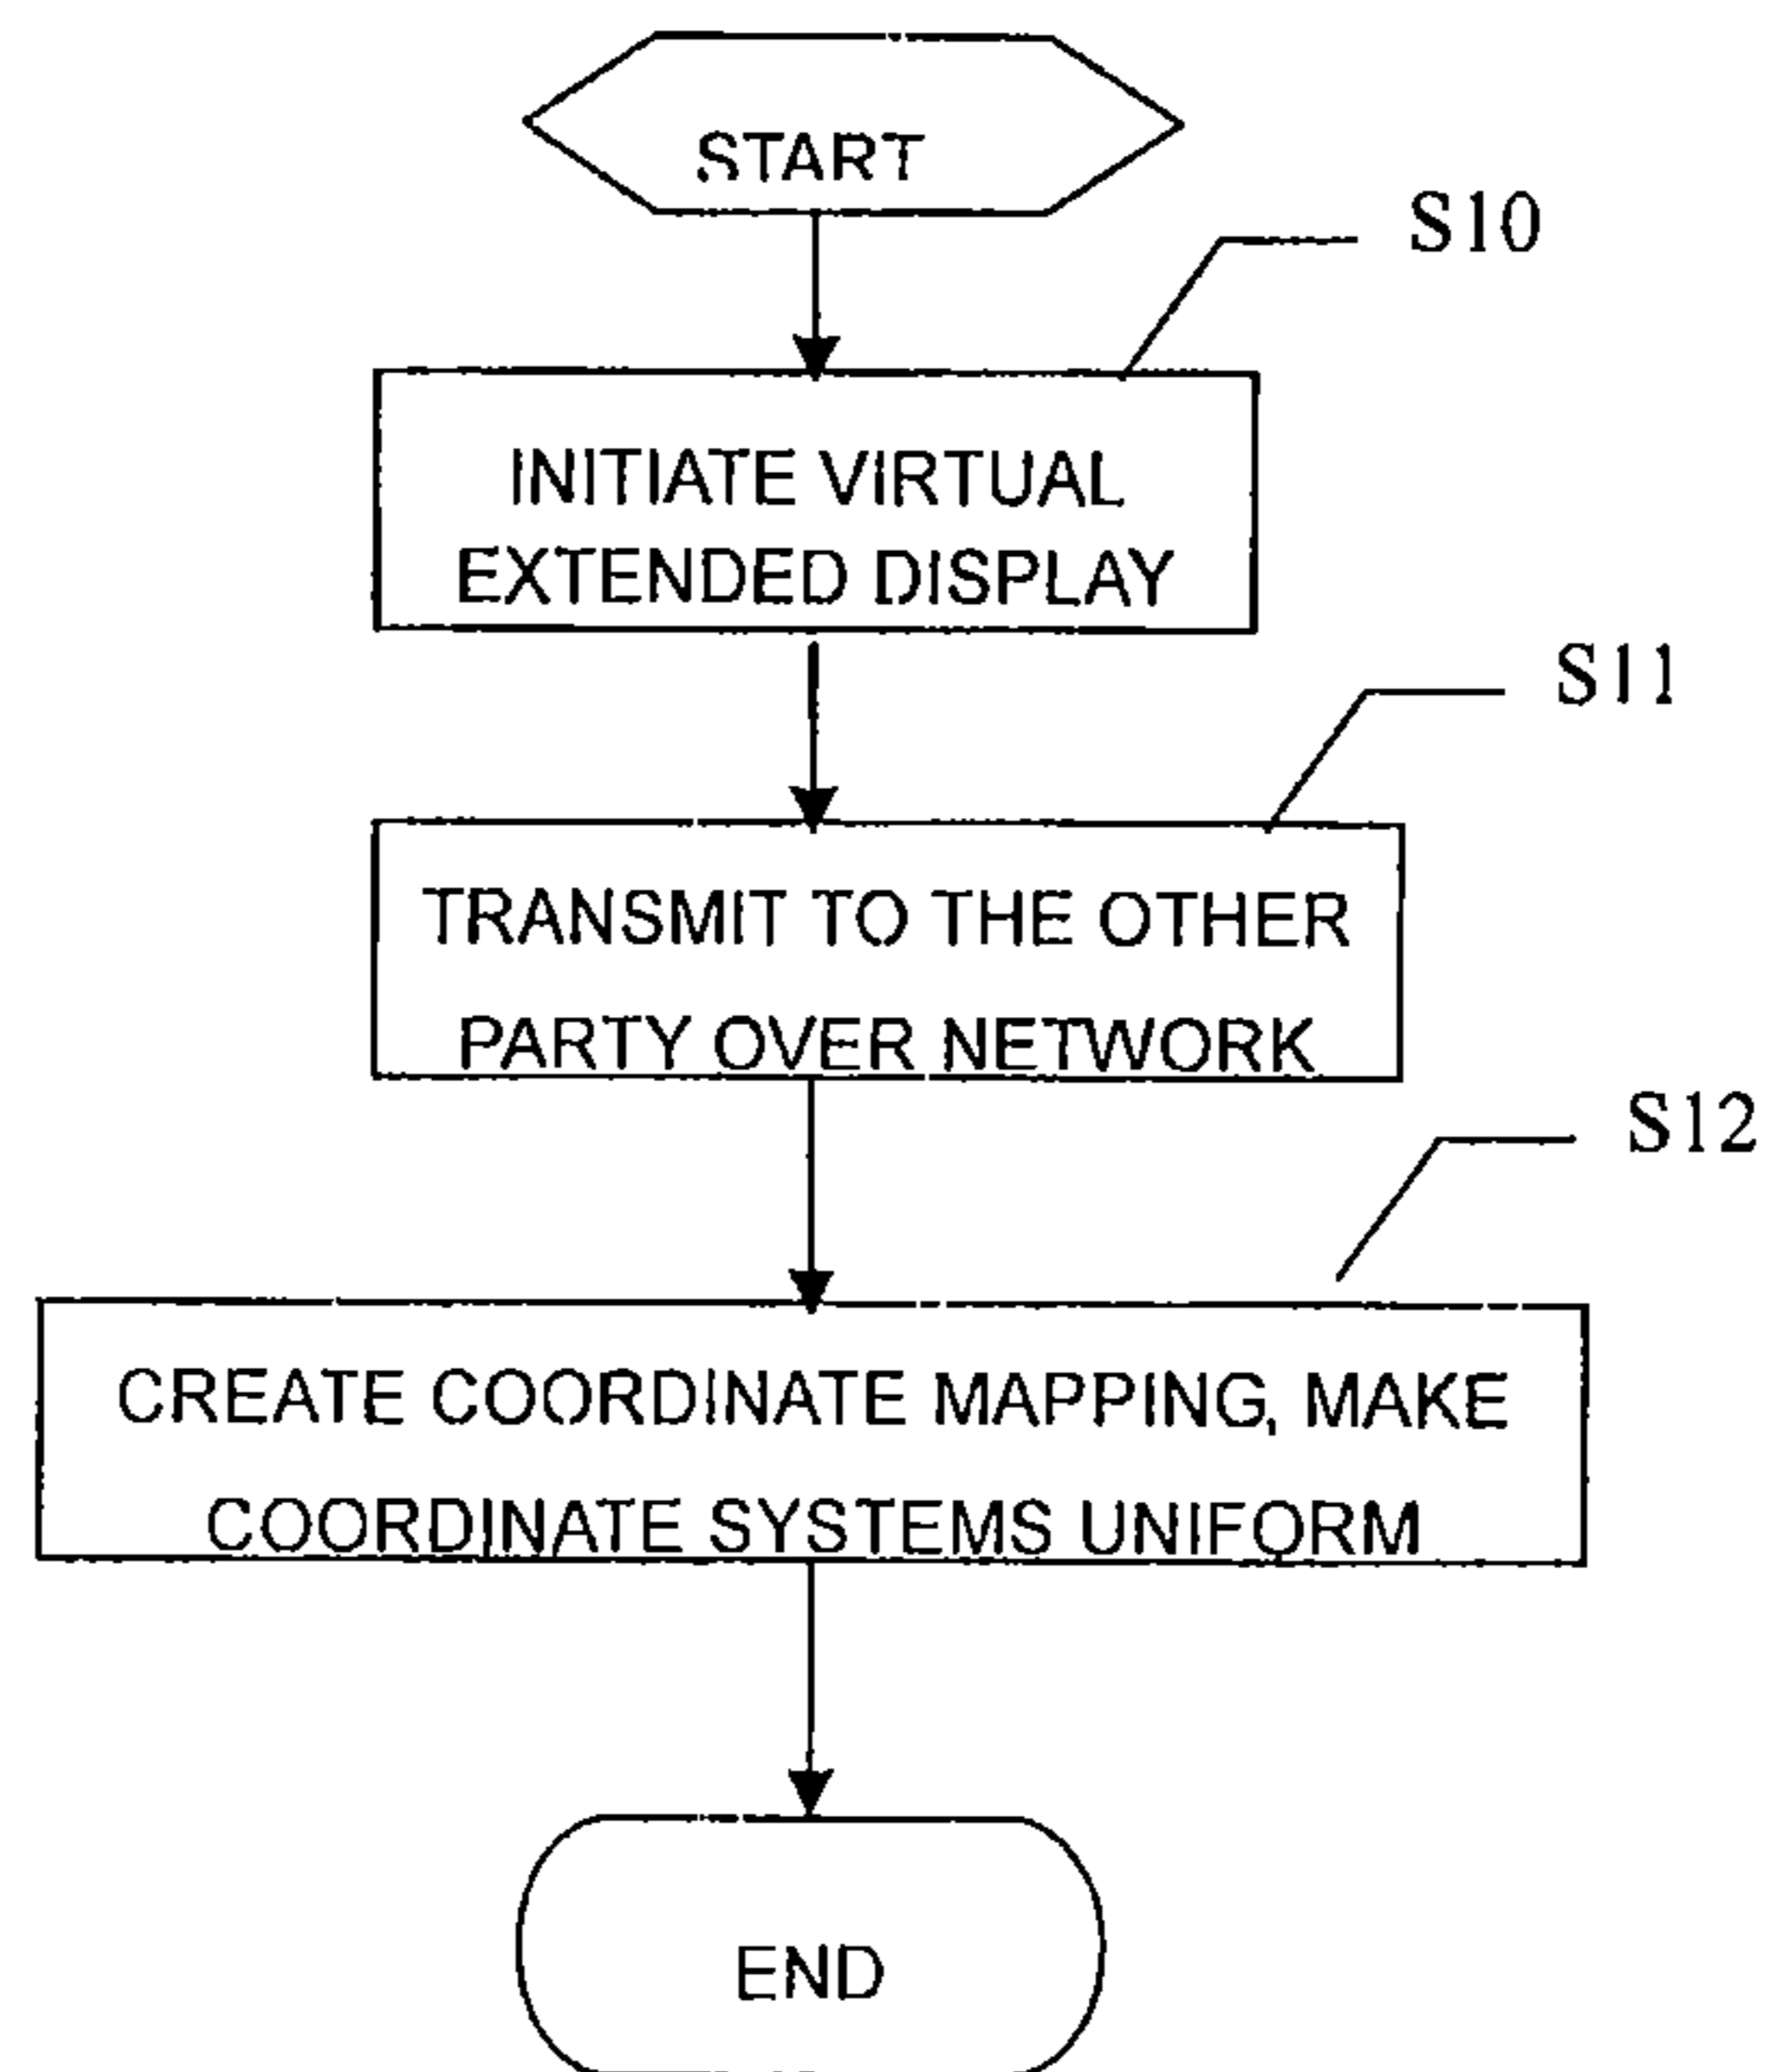 START
S10
INITIATE VIRTUAL
EXTENDED DISPLAY
S11
TRANSMIT TO THE OTHER
PARTY OVER NETWORK
S12
CREATE COORDINATE MAPPING, MAKE
COORDINATE SYSTEMS UNIFORM
END